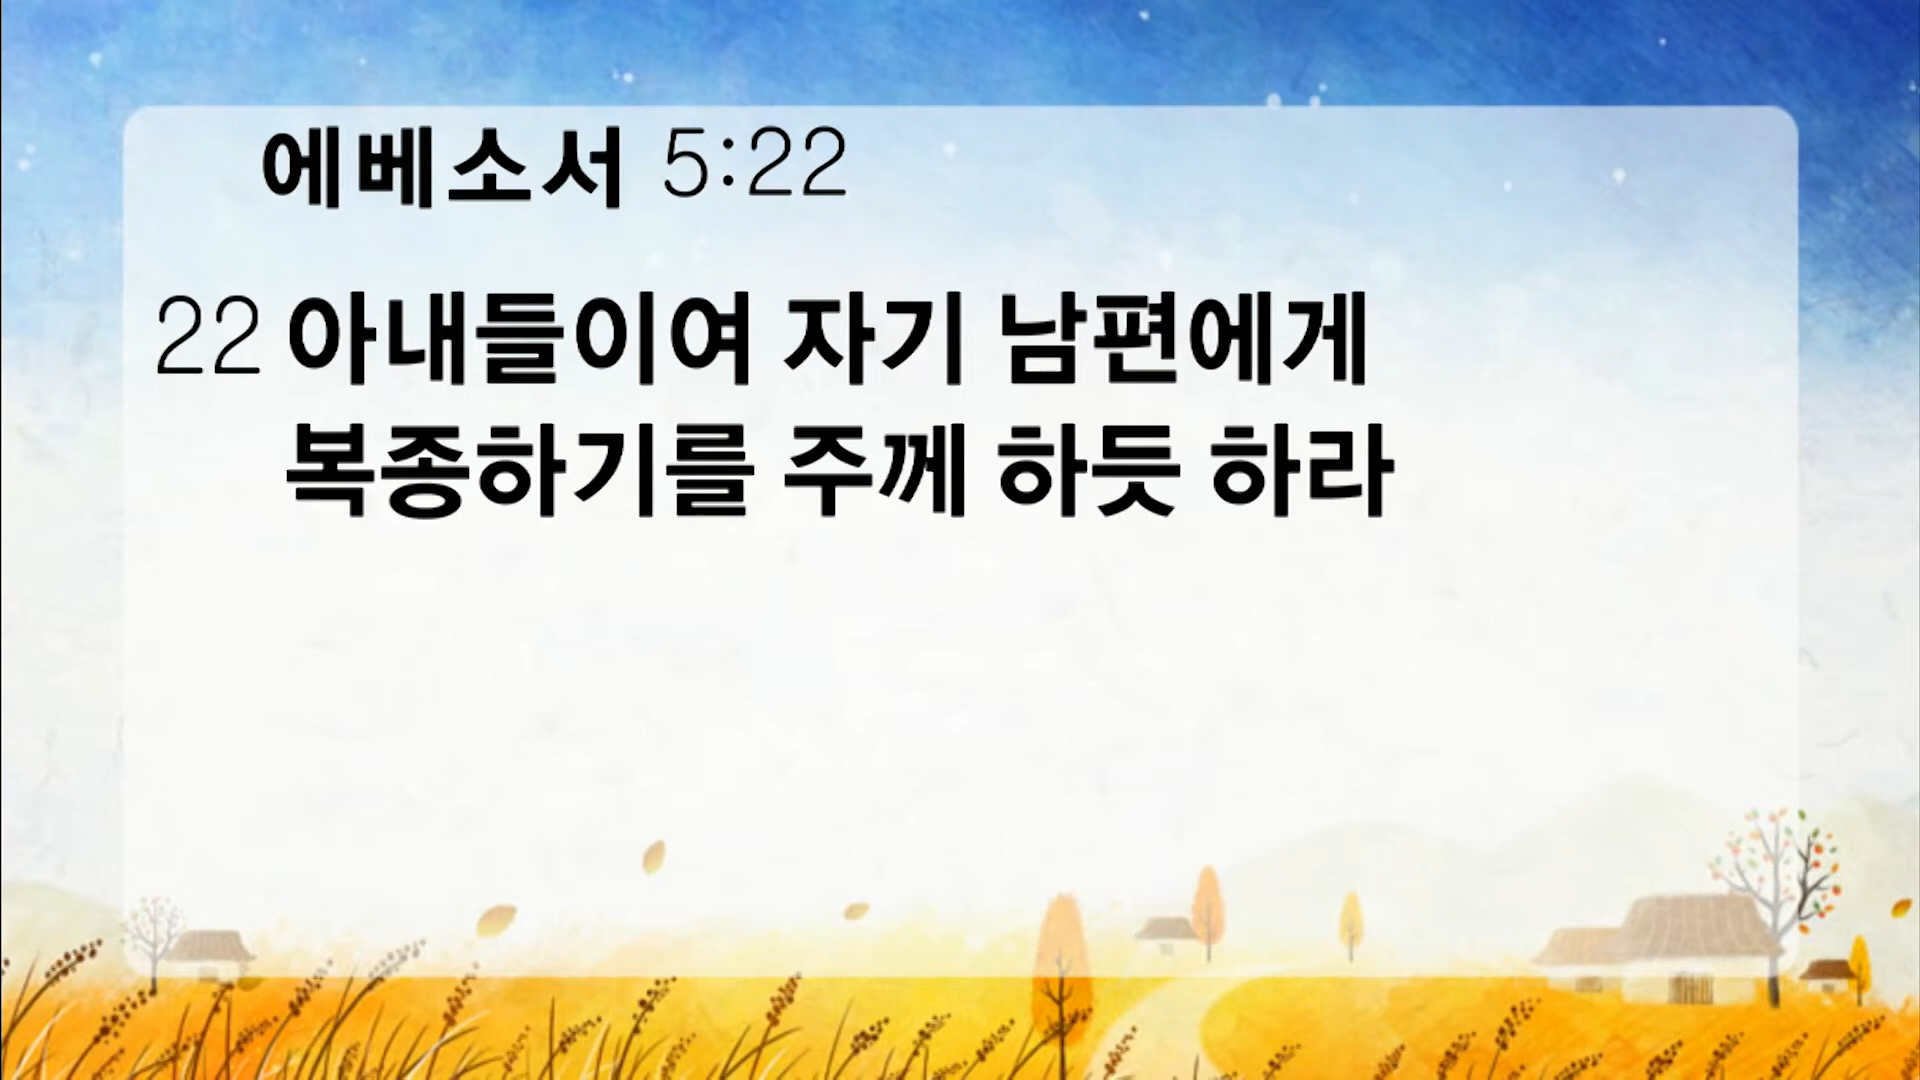 에베소서 5:22
22 아내들이여 자기 남편에게
복종하기를 주께 하듯 하라